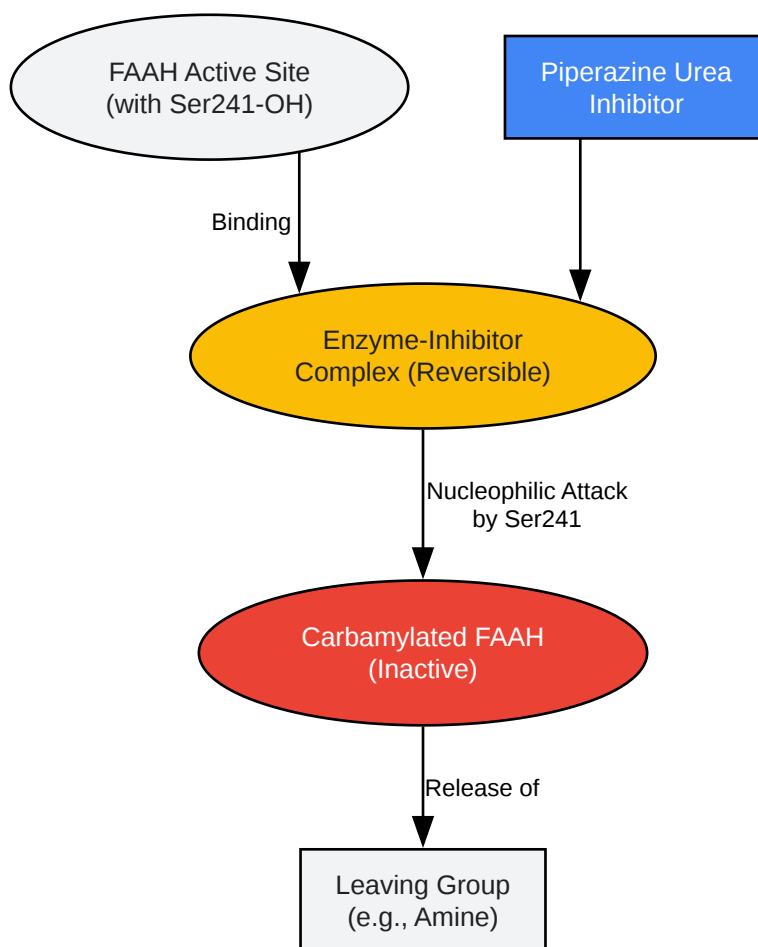 FAAH Active Site
(with Ser241-OH)
Piperazine Urea
Inhibitor
Binding
Enzyme-Inhibitor
Complex (Reversible)
Nucleophilic Attack
by Ser241
Carbamylated FAAH
(Inactive)
Release of
Leaving Group
(e.g., Amine)